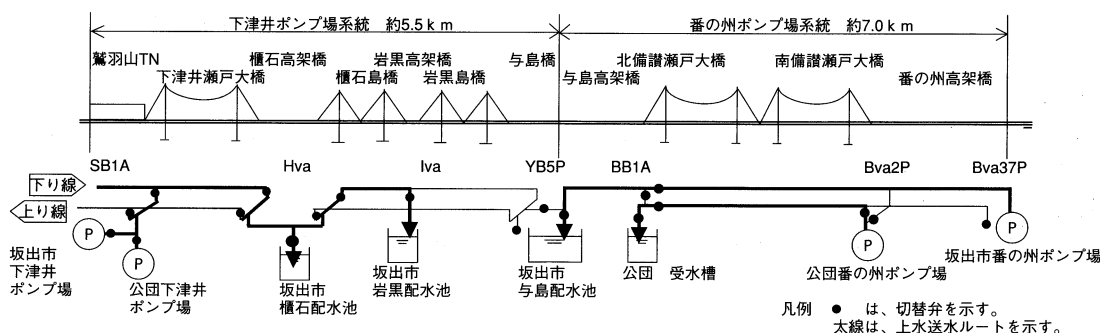 下津井ポンプ場系統 約5.5km
番の州ポンプ場系統 約7.0km
鷲羽山TN
櫃石高架橋
岩黒高架橋
与島橋
北備讃瀬戸大橋
南備讃瀬戸大橋
下津井瀬戸大橋
櫃石島橋
岩黒島橋
与島高架橋
番の州高架橋
SB1A
Hva
Iva
YB5P
BB1A
Bva2P
Bva37P
下り線
上り線
P
P
P
P
坂出市
下津井
ポンプ場
公団下津井
ポンプ場
坂出市
櫃石配水池
坂出市
岩黒配水池
坂出市
与島配水池
公団 受水槽
公団番の州ポンプ場
坂出市番の州ポンプ場
凡例 ● は、切替弁を示す。
太線は、上水送水ルートを示す。